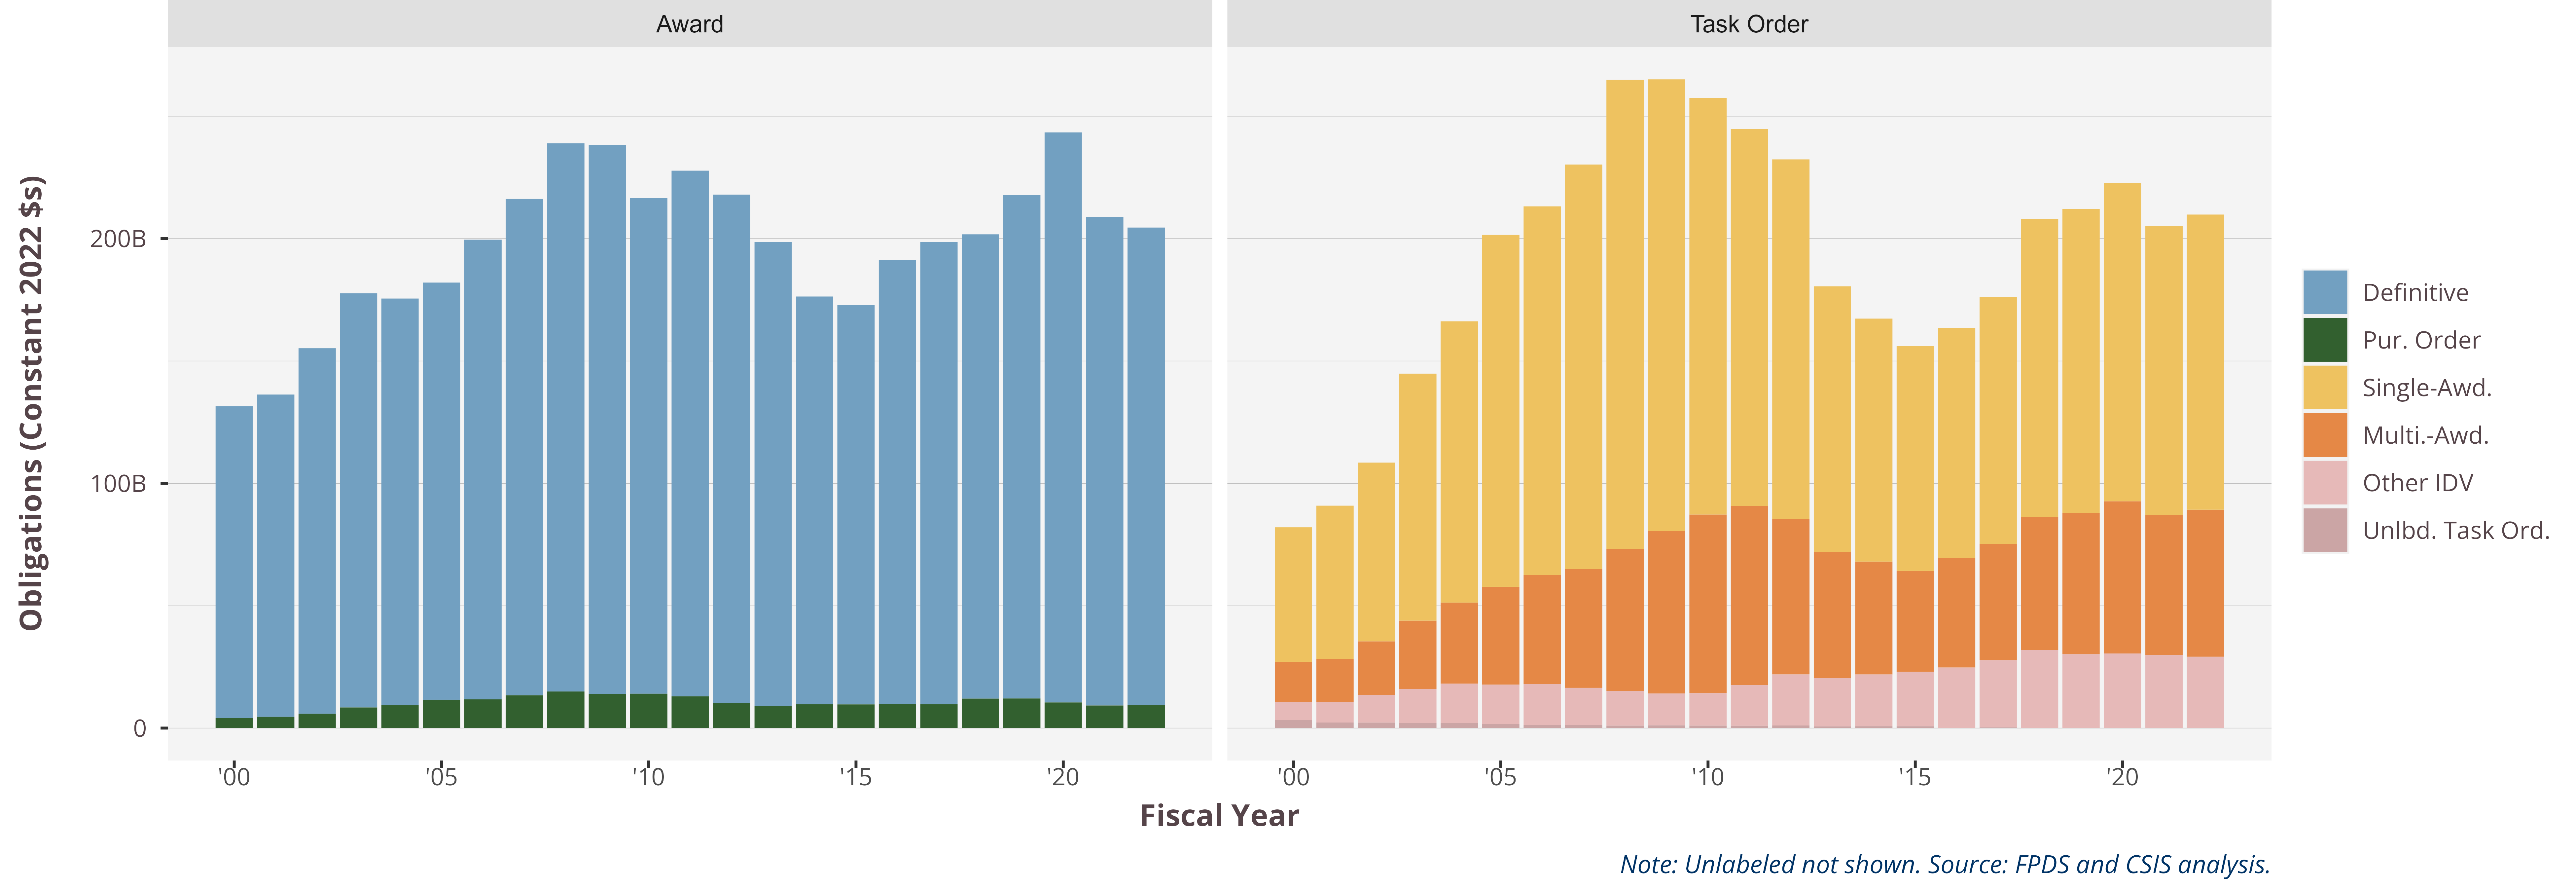 Award
Task Order
Obligations (Constant 2022 $s)
200B
100B
0
'00 '05 '10 '15 '20
'00 '05 '10 '15 '20
Fiscal Year
Definitive
Pur. Order
Single-Awd.
Multi.-Awd.
Other IDV
Unlbd. Task Ord.
Note: Unlabeled not shown. Source: FPDS and CSIS analysis.